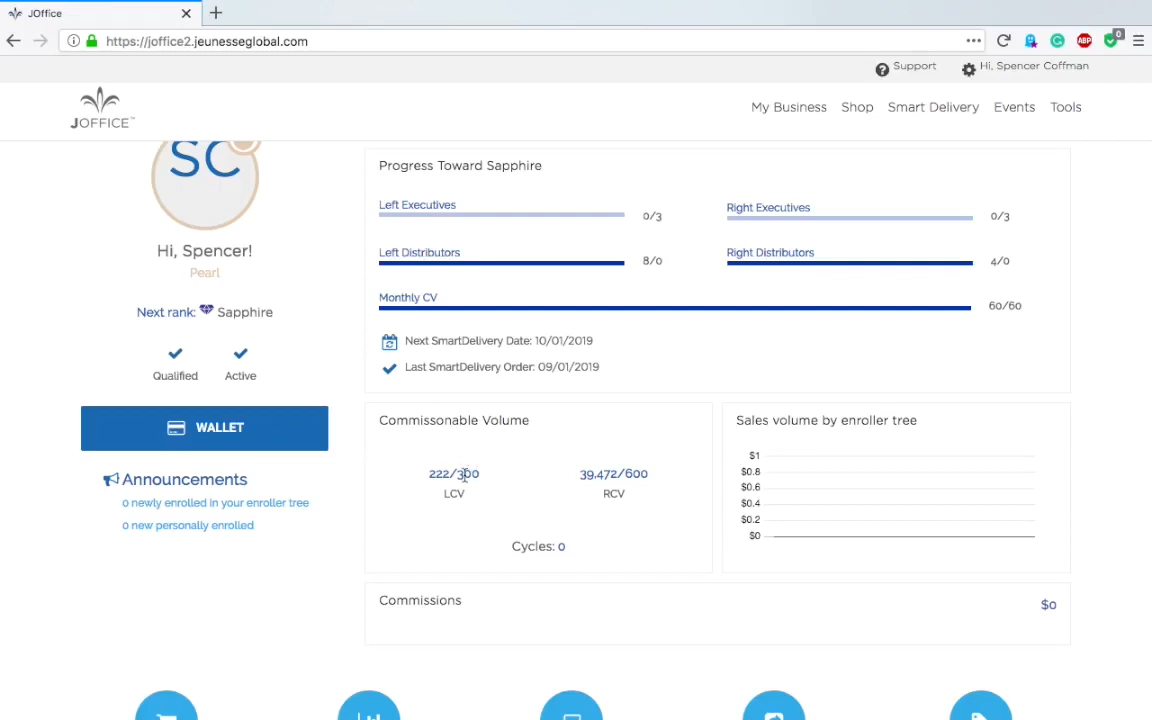 JOffice
https://joffice2.jeunesseglobal.com
0
Support
Hi, Spencer Coffman
JOFFICE™
My Business
Shop
Smart Delivery
Events
Tools
SC
Hi, Spencer!
Pearl
Next rank: Sapphire
Qualified
Active
WALLET
Announcements
0 newly enrolled in your enroller tree
0 new personally enrolled
Progress Toward Sapphire
Left Executives
0/3
Right Executives
0/3
Left Distributors
8/0
Right Distributors
4/0
Monthly CV
60/60
Next SmartDelivery Date: 10/01/2019
Last SmartDelivery Order: 09/01/2019
Commissonable Volume
222/300
LCV
39,472/600
RCV
Cycles: 0
Sales volume by enroller tree
$1
$0.8
$0.6
$0.4
$0.2
$0
Commissions
$0